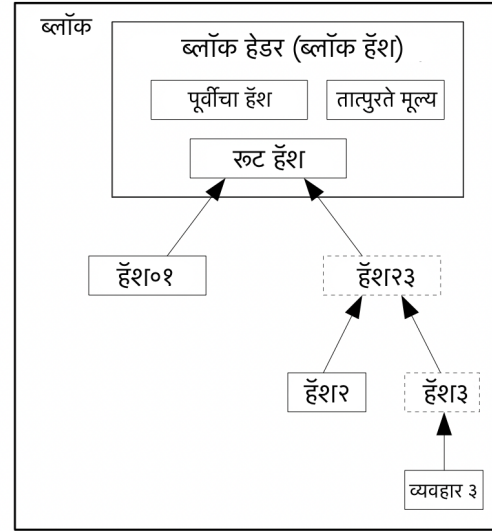 ब्लॉक
ब्लॉक हेडर (ब्लॉक हॅश)
पूर्वीचा हॅश
तात्पुरते मूल्य
रूट हॅश
हॅश०१
हॅश२३
हॅश२
हॅश३
व्यवहार ३